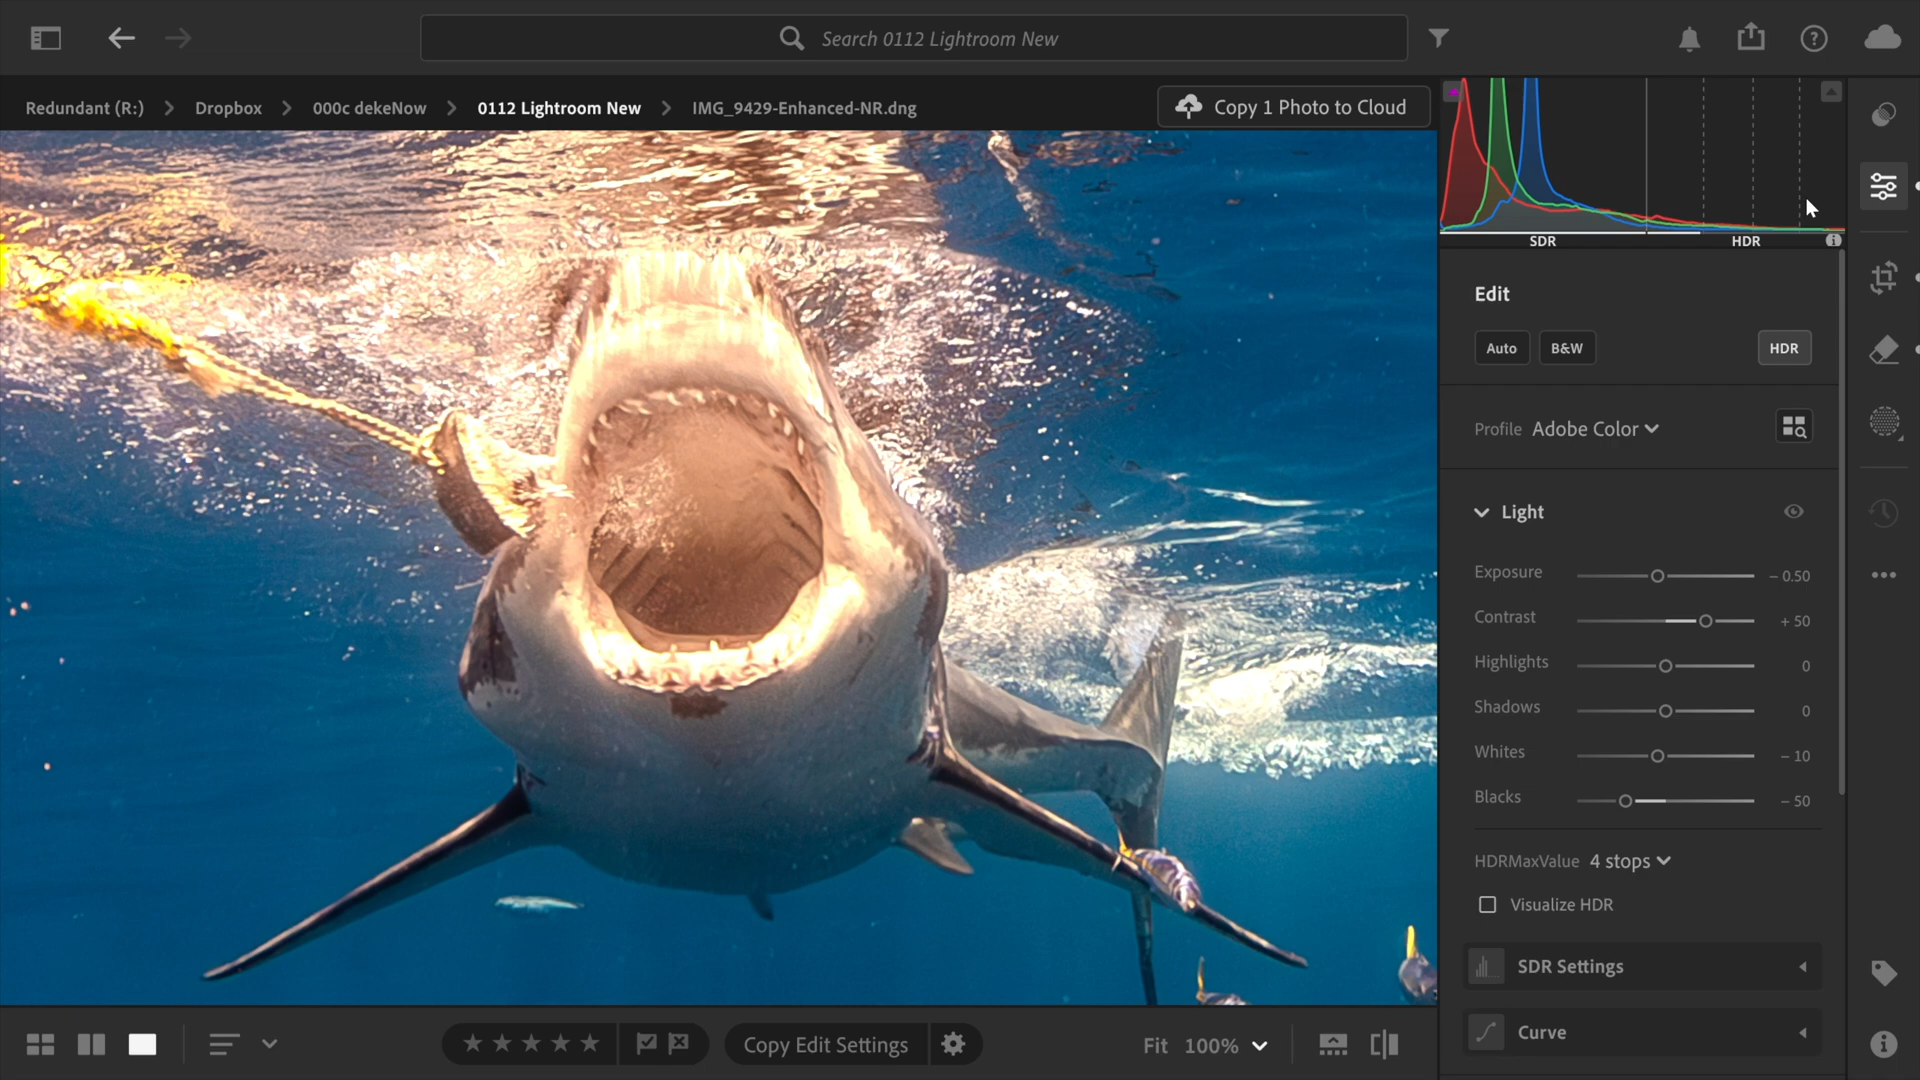 Search 0112 Lightroom New
Redundant (R:) > Dropbox > 000c dekeNow > 0112 Lightroom New > IMG_9429-Enhanced-NR.dng
Copy 1 Photo to Cloud
SDR HDR
Edit
Auto B&W HDR
Profile Adobe Color
Light
Exposure – 0.50
Contrast + 50
Highlights 0
Shadows 0
Whites – 10
Blacks – 50
HDRMaxValue 4 stops
Visualize HDR
SDR Settings
Curve
Copy Edit Settings
Fit 100%